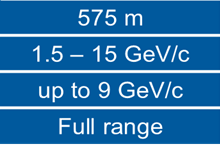 575 m
1.5 – 15 GeV/c
up to 9 GeV/c
Full range